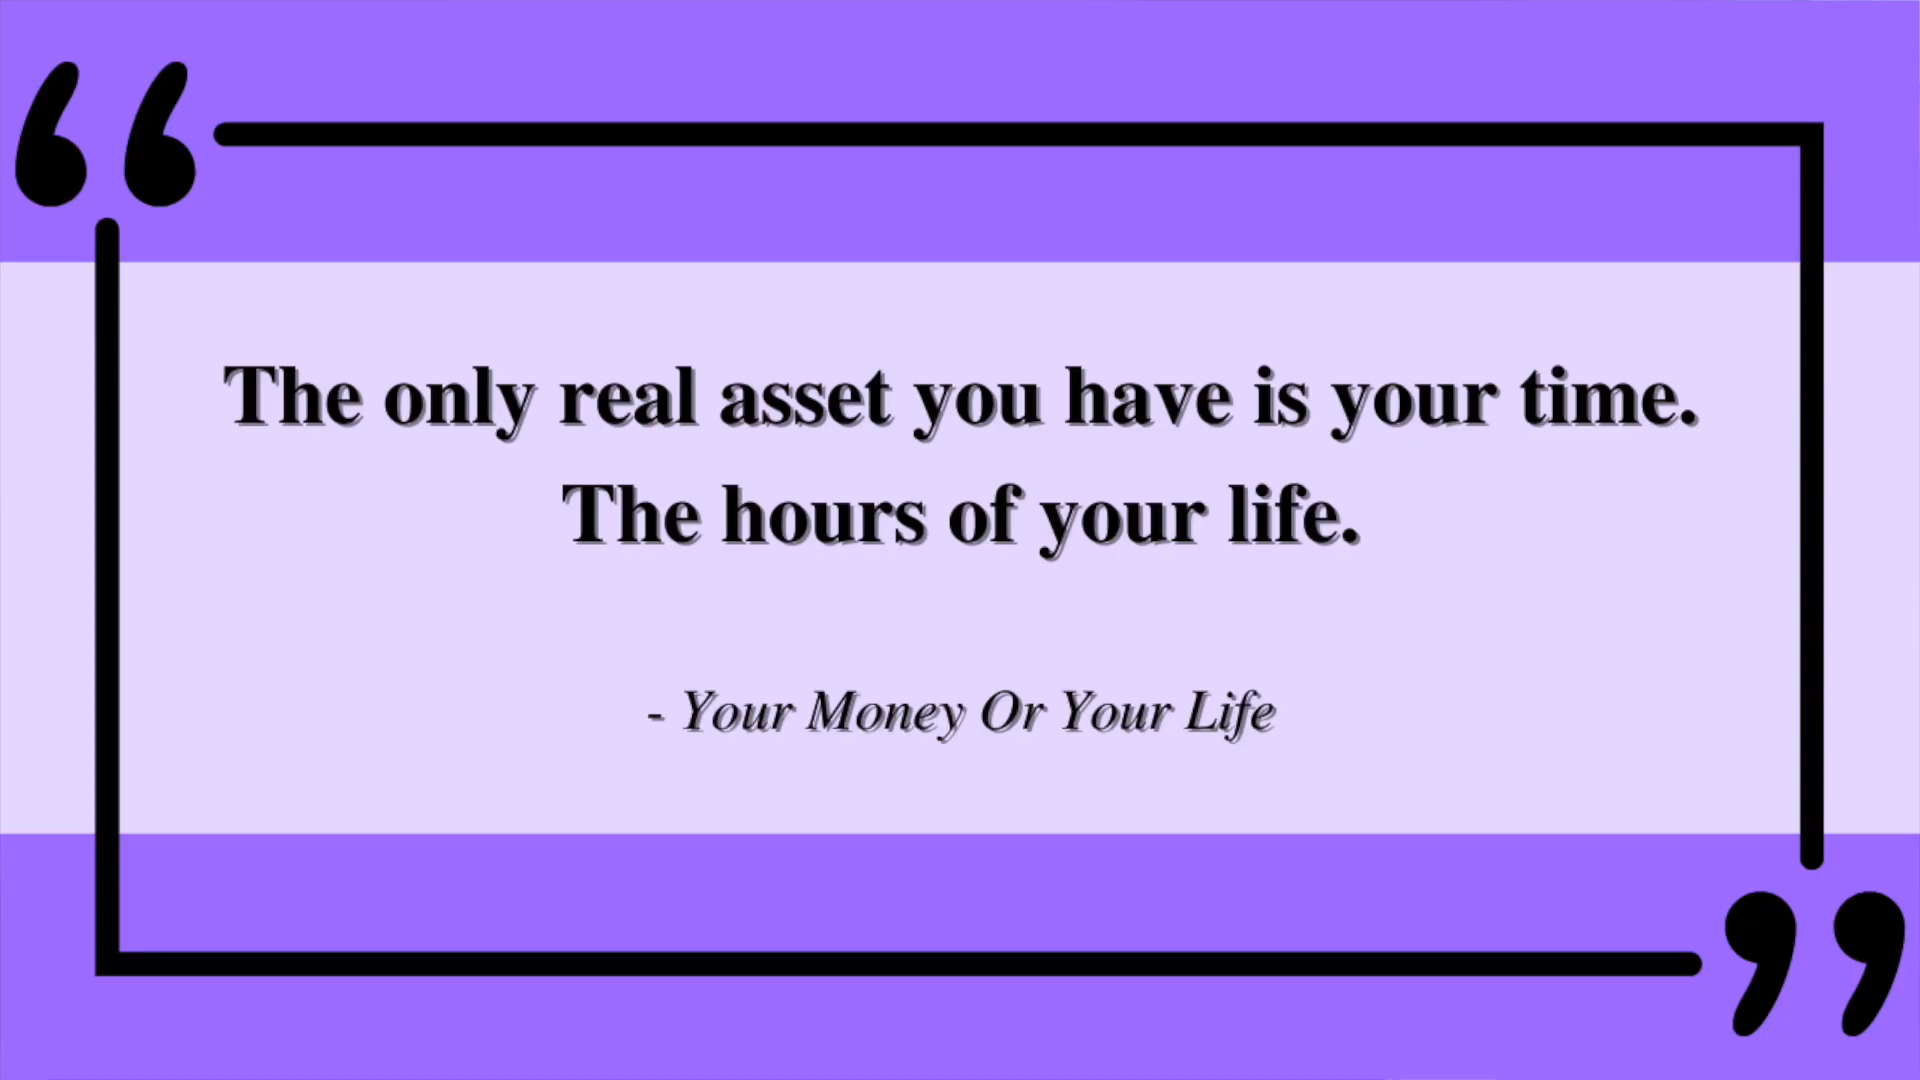 The only real asset you have is your time.
The hours of your life.
- Your Money Or Your Life